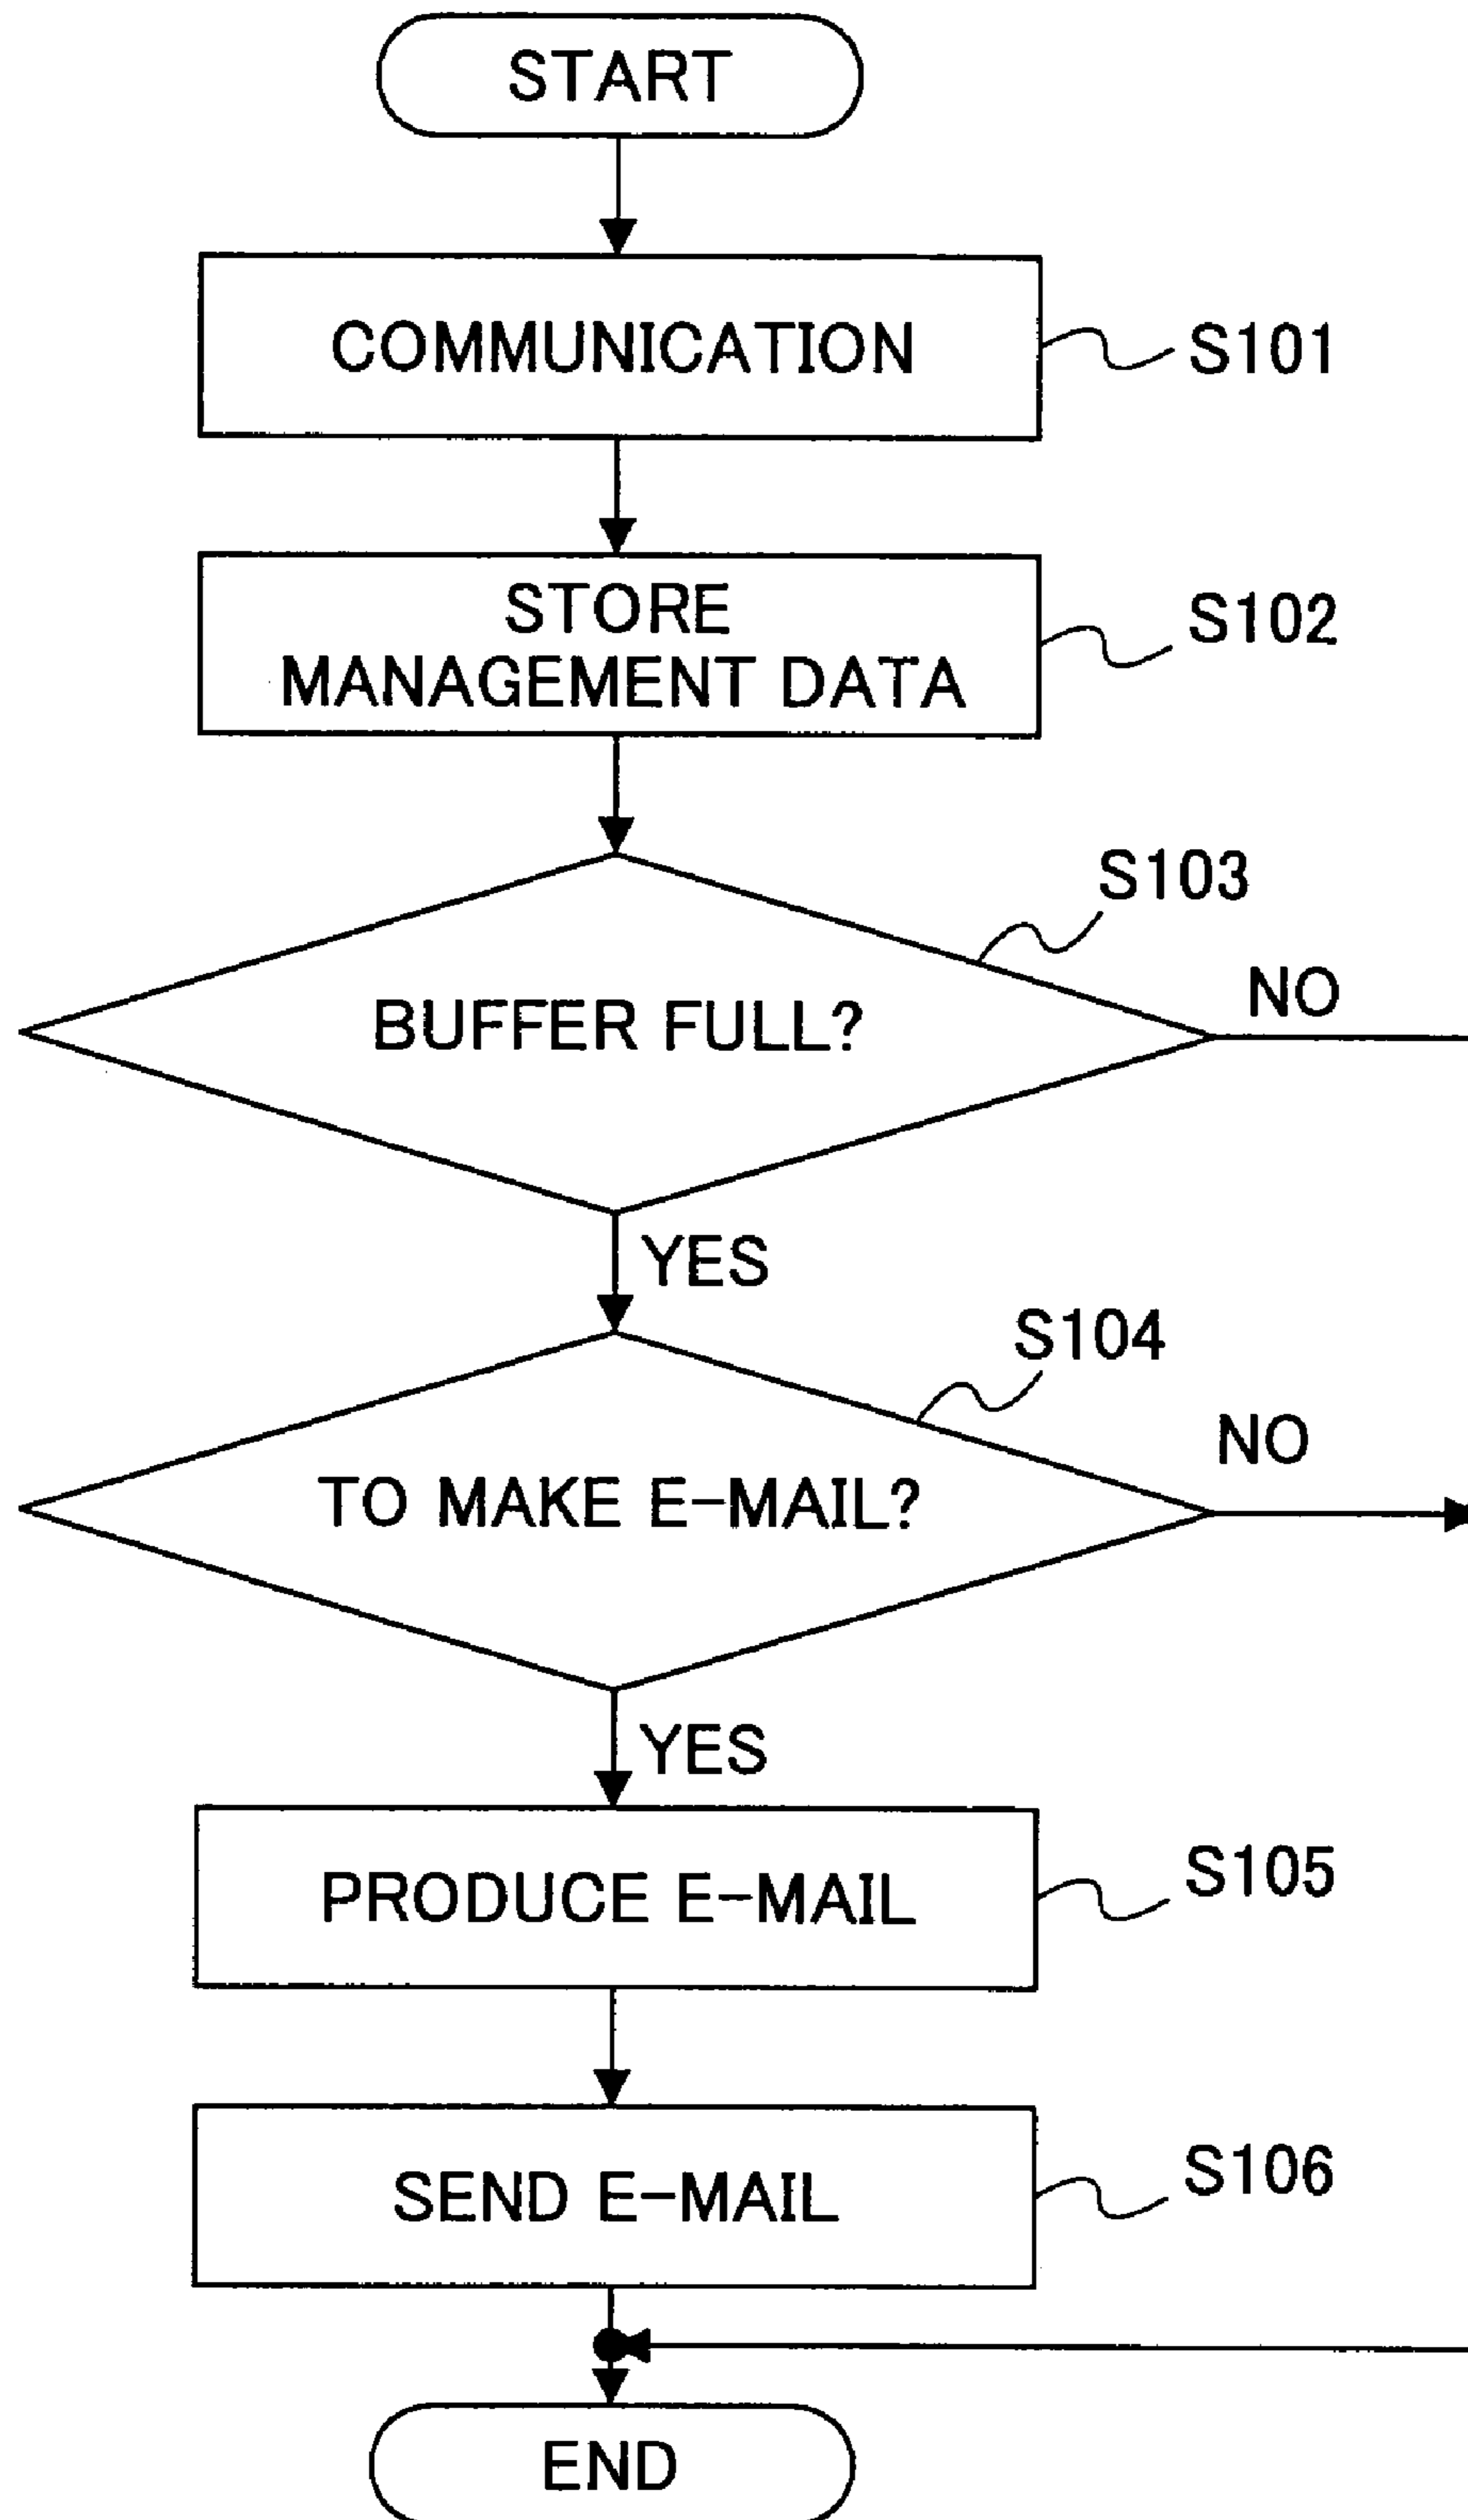 START
COMMUNICATION
S101
STORE
MANAGEMENT DATA
S102
S103
BUFFER FULL?
NO
YES
S104
TO MAKE E-MAIL?
NO
YES
PRODUCE E-MAIL
S105
SEND E-MAIL
S106
END